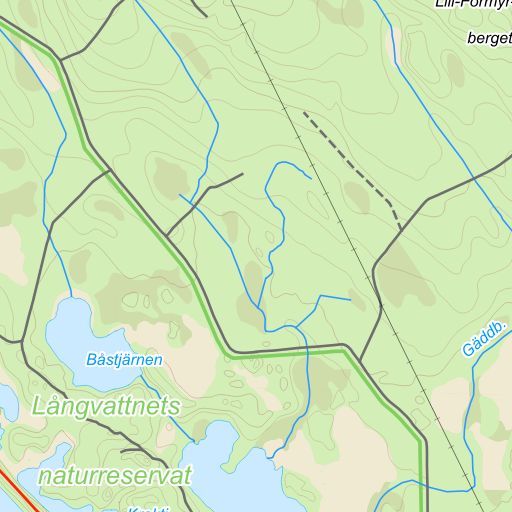 berget
Gäddb.
Båstjärnen
Långvattnets
naturreservat